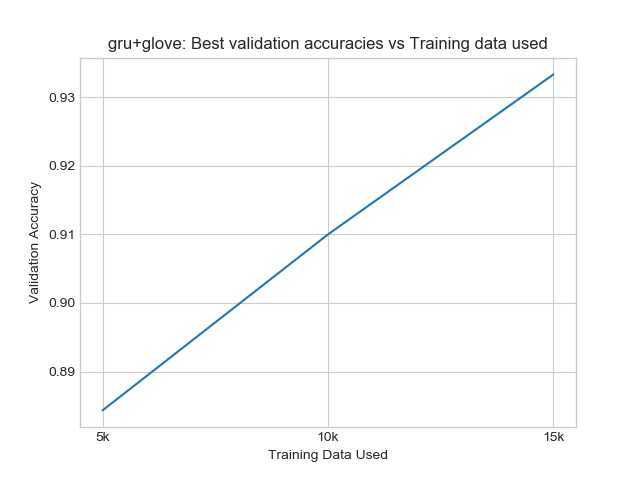 gru+glove: Best validation accuracies vs Training data used
Validation Accuracy
0.93
0.92
0.91
0.90
0.89
5k 10k 15k
Training Data Used